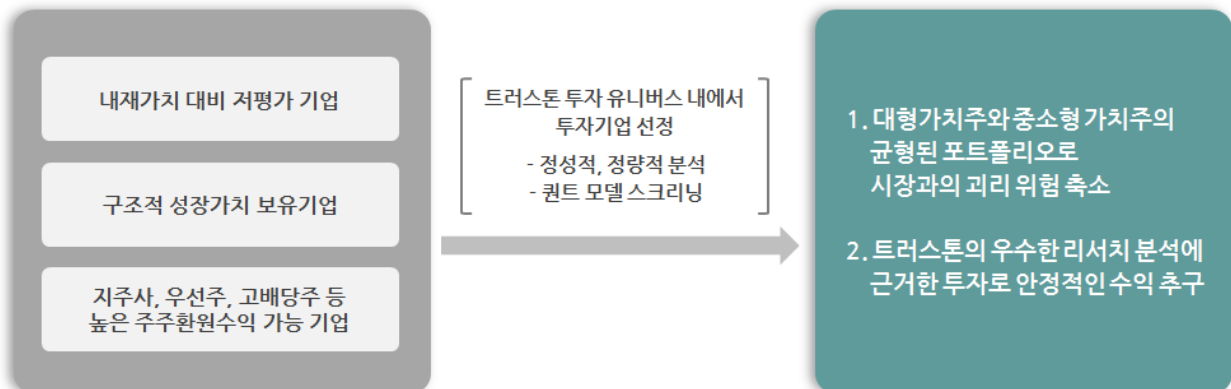 내재가치 대비 저평가 기업
구조적 성장가치 보유기업
지주사, 우선주, 고배당주 등
높은 주주환원수익 가능 기업
트러스톤 투자 유니버스 내에서
투자기업 선정
- 정성적, 정량적 분석
- 퀀트 모델 스크리닝
1. 대형가치주와 중소형 가치주의
균형된 포트폴리오로
시장과의 괴리 위험 축소
2. 트러스톤의 우수한 리서치 분석에
근거한 투자로 안정적인 수익 추구